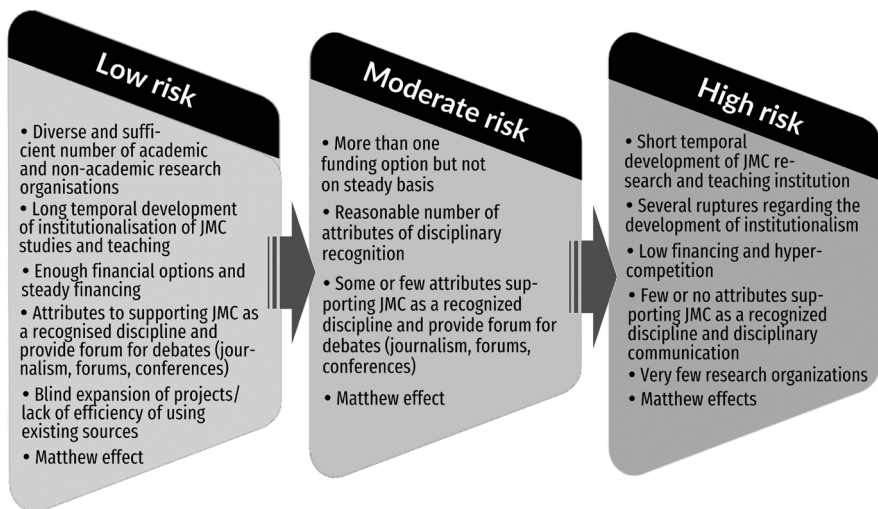 Low risk
• Diverse and suffi-
cient number of academic
and non-academic research
organisations
• Long temporal development
of institutionalisation of JMC
studies and teaching
• Enough financial options and
steady financing
• Attributes to supporting JMC as
a recognised discipline and
provide forum for debates (jour-
nalism, forums, conferences)
• Blind expansion of projects/
lack of efficiency of using
existing sources
• Matthew effect
Moderate risk
• More than one
funding option but not
on steady basis
• Reasonable number of
attributes of disciplinary
recognition
• Some or few attributes sup-
porting JMC as a recognized
discipline and provide forum for
debates (journalism, forums,
conferences)
• Matthew effect
High risk
• Short temporal
development of JMC re-
search and teaching institution
• Several ruptures regarding the
development of institutionalism
• Low financing and hyper-
competition
• Few or no attributes sup-
porting JMC as a recognized
discipline and disciplinary
communication
• Very few research organizations
• Matthew effects